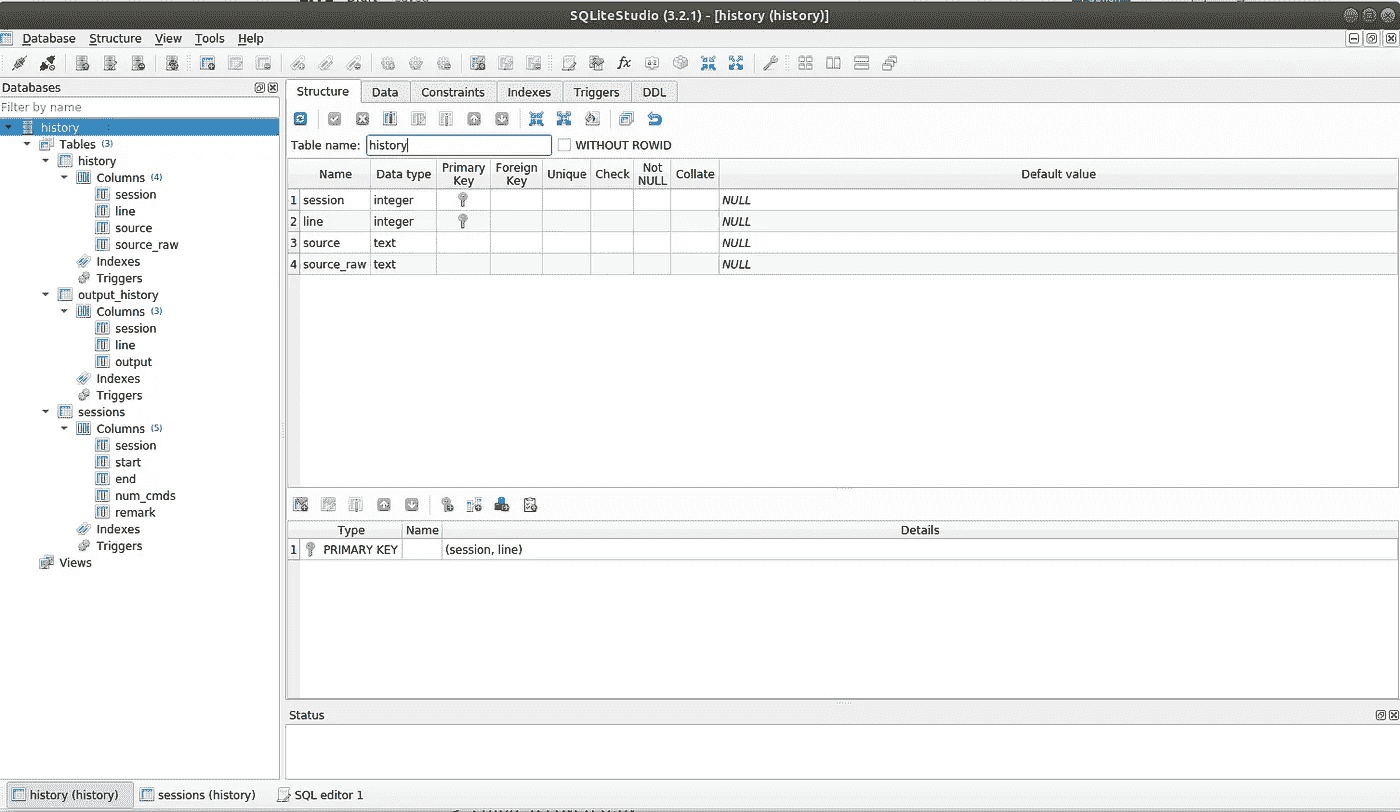 SQLiteStudio (3.2.1) - [history (history)]
Database Structure View Tools Help
Databases
Filter by name
history
Tables (3)
history
Columns (4)
session
line
source
source_raw
Indexes
Triggers
output_history
Columns (3)
session
line
output
Indexes
Triggers
sessions
Columns (5)
session
start
end
num_cmds
remark
Indexes
Triggers
Views
Structure Data Constraints Indexes Triggers DDL
Table name: history WITHOUT ROWID
Name Data type Primary Key Foreign Key Unique Check Not NULL Collate Default value
1 session integer NULL
2 line integer NULL
3 source text NULL
4 source_raw text NULL
Type Name Details
1 PRIMARY KEY (session, line)
Status
history (history) sessions (history) SQL editor 1